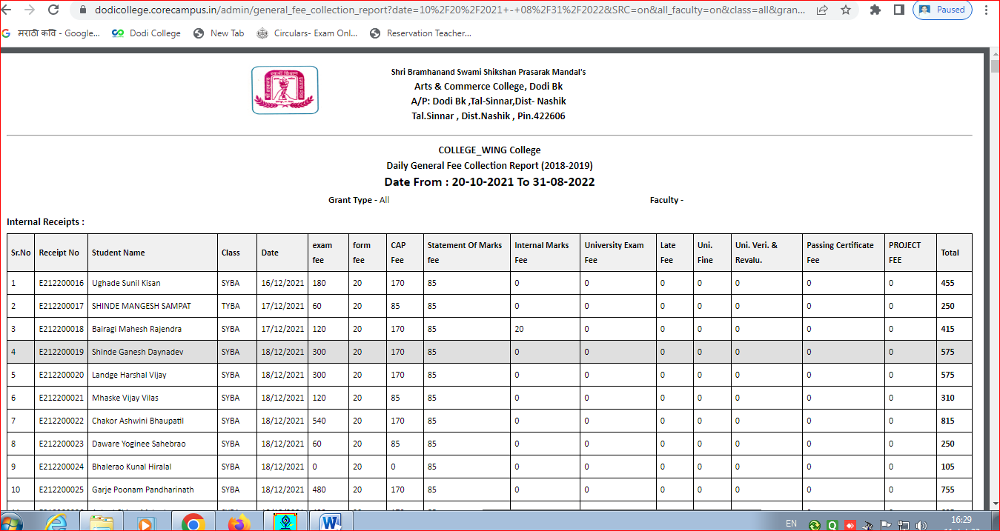 dodicollege.corecampus.in/admin/general_fee_collection_report?date=10%2F20%2F2021+-+08%2F31%2F2022&SRC=on&all_faculty=on&class=all&gran... Paused
मराठी कवि - Google... Dodi College New Tab Circulars- Exam Onl... Reservation Teacher...
Shri Bramhanand Swami Shikshan Prasarak Mandal's
Arts & Commerce College, Dodi Bk
A/P: Dodi Bk ,Tal-Sinnar,Dist- Nashik
Tal.Sinnar , Dist.Nashik , Pin.422606
COLLEGE_WING College
Daily General Fee Collection Report (2018-2019)
Date From : 20-10-2021 To 31-08-2022
Grant Type - All Faculty -
Internal Receipts :
Sr.No Receipt No Student Name Class Date exam fee form fee CAP Fee Statement Of Marks fee Internal Marks Fee University Exam Fee Late Fee Uni. Fine Uni. Veri. & Revalu. Passing Certificate Fee PROJECT FEE Total
1 E212200016 Ughade Sunil Kisan SYBA 16/12/2021 180 20 170 85 0 0 0 0 0 0 0 455
2 E212200017 SHINDE MANGESH SAMPAT TYBA 17/12/2021 60 20 85 85 0 0 0 0 0 0 0 250
3 E212200018 Bairagi Mahesh Rajendra SYBA 17/12/2021 120 20 170 85 20 0 0 0 0 0 0 415
4 E212200019 Shinde Ganesh Daynadev SYBA 18/12/2021 300 20 170 85 0 0 0 0 0 0 0 575
5 E212200020 Landge Harshal Vijay SYBA 18/12/2021 300 20 170 85 0 0 0 0 0 0 0 575
6 E212200021 Mhaske Vijay Vilas SYBA 18/12/2021 120 20 85 85 0 0 0 0 0 0 0 310
7 E212200022 Chakor Ashwini Bhaupatil SYBA 18/12/2021 540 20 170 85 0 0 0 0 0 0 0 815
8 E212200023 Daware Yoginee Sahebrao SYBA 18/12/2021 60 20 85 85 0 0 0 0 0 0 0 250
9 E212200024 Bhalerao Kunal Hiralal SYBA 18/12/2021 0 20 0 85 0 0 0 0 0 0 0 105
10 E212200025 Garje Poonam Pandharinath SYBA 18/12/2021 480 20 170 85 0 0 0 0 0 0 0 755
EN 16:29